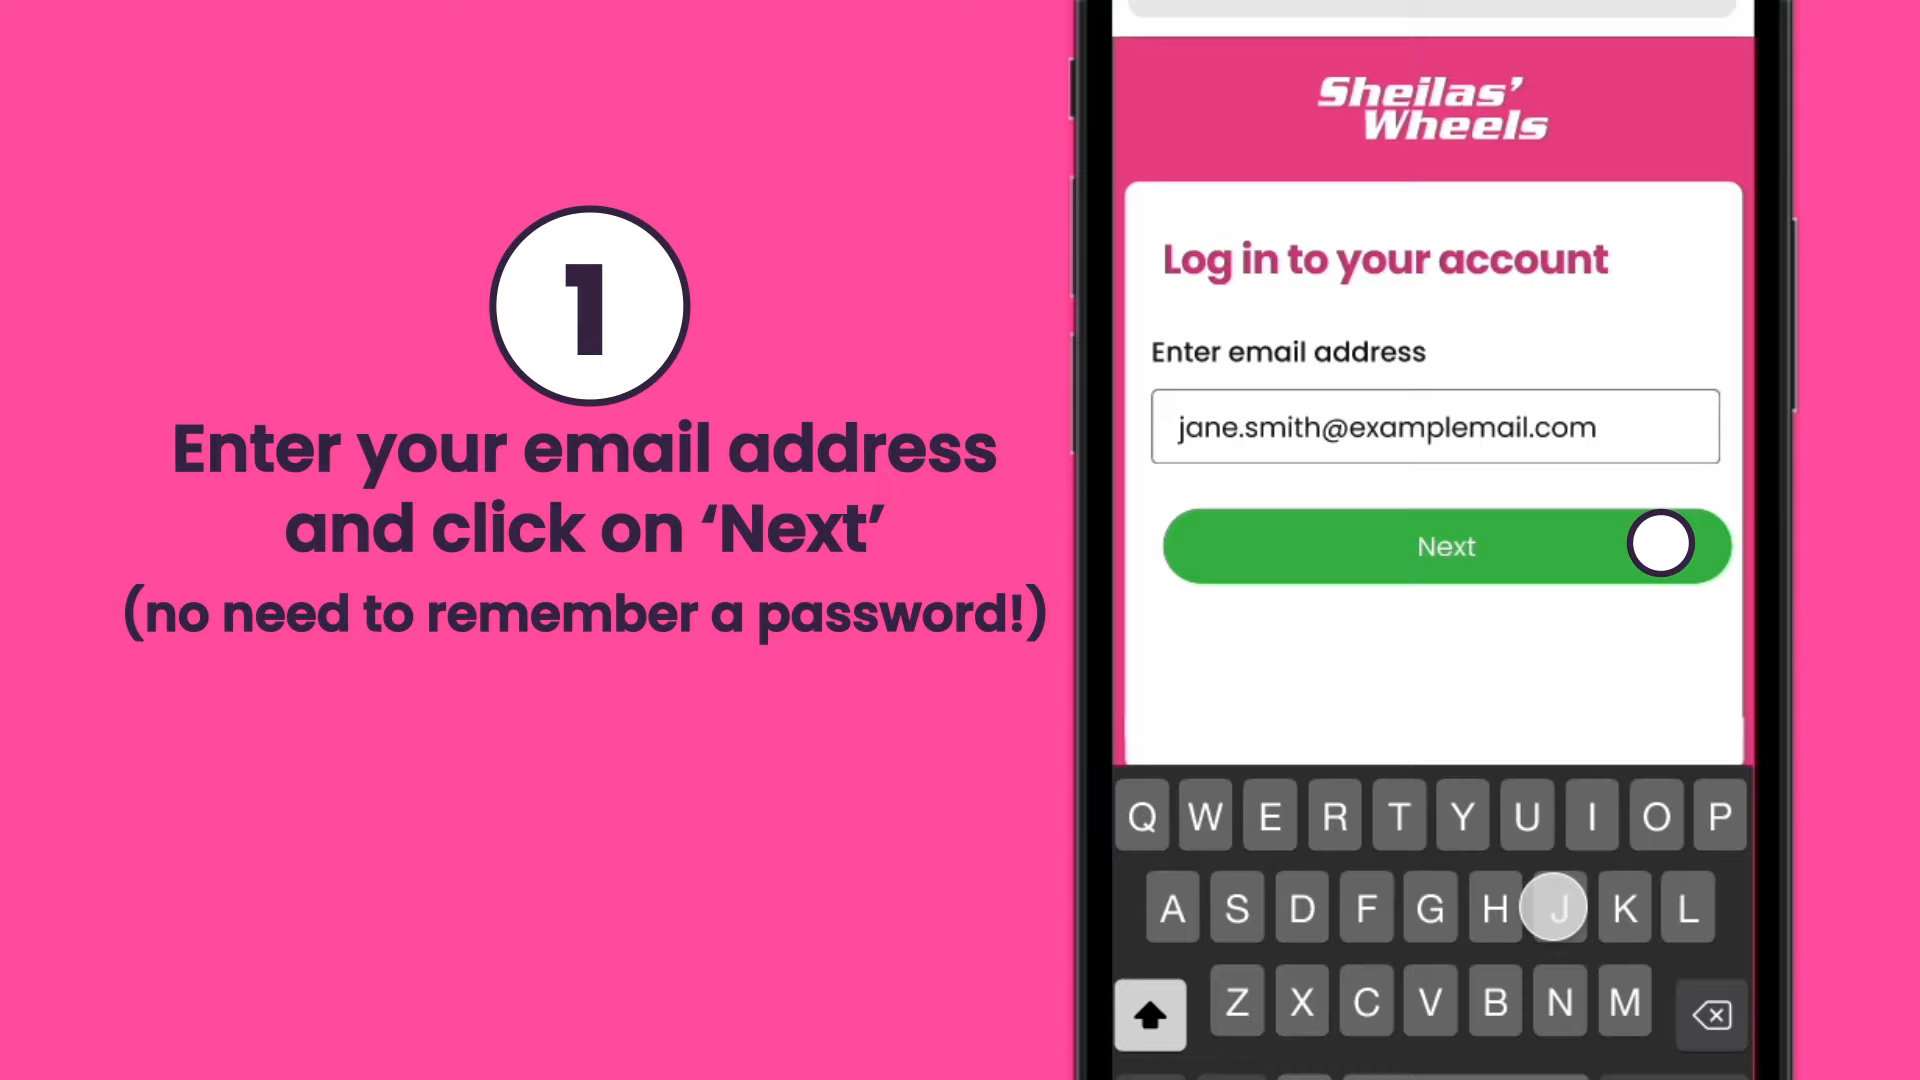 1
Enter your email address
and click on ‘Next’
(no need to remember a password!)
Sheilas’
Wheels
Log in to your account
Enter email address
jane.smith@examplemail.com
Next
Q W E R T Y U I O P
A S D F G H J K L
Z X C V B N M